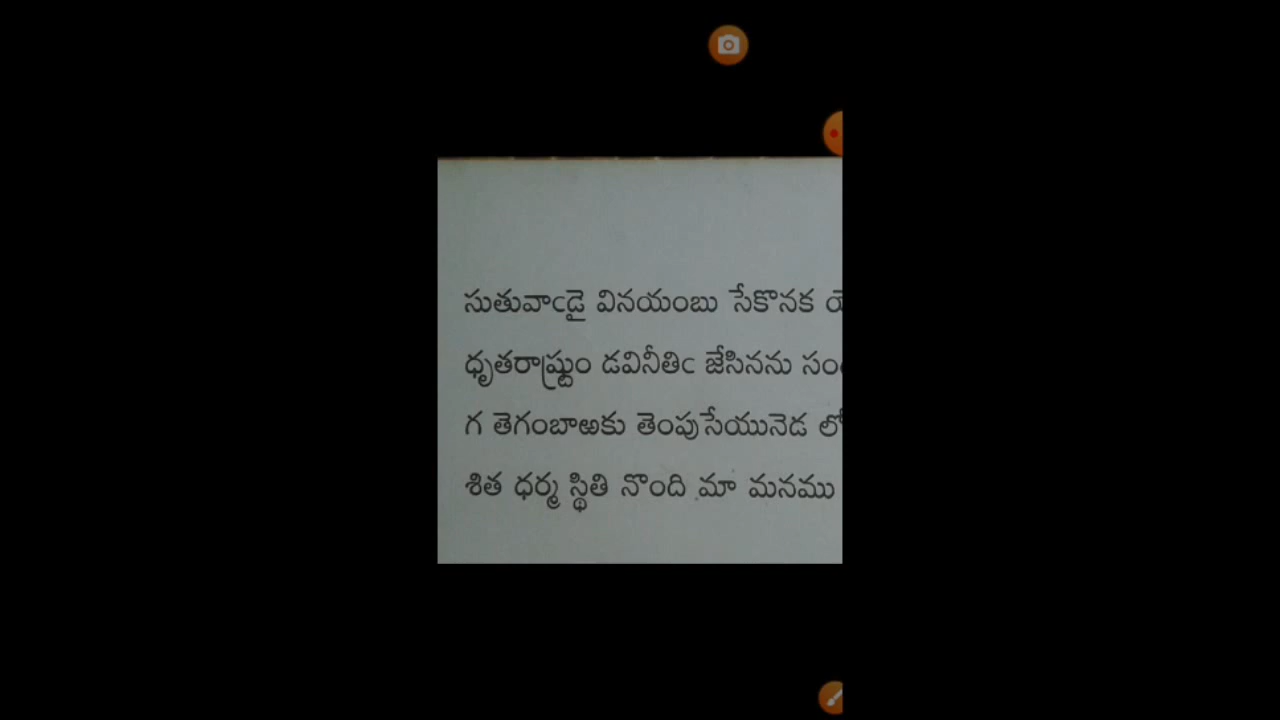 సుతువాఁడై వినయంబు సేకొనక
ధృతరాష్ట్రుం డవినీతిఁ జేసినను
గ తెగంబాఱకు తెంపుసేయునెడ
శిత ధర్మ స్థితి నొంది మా మనము